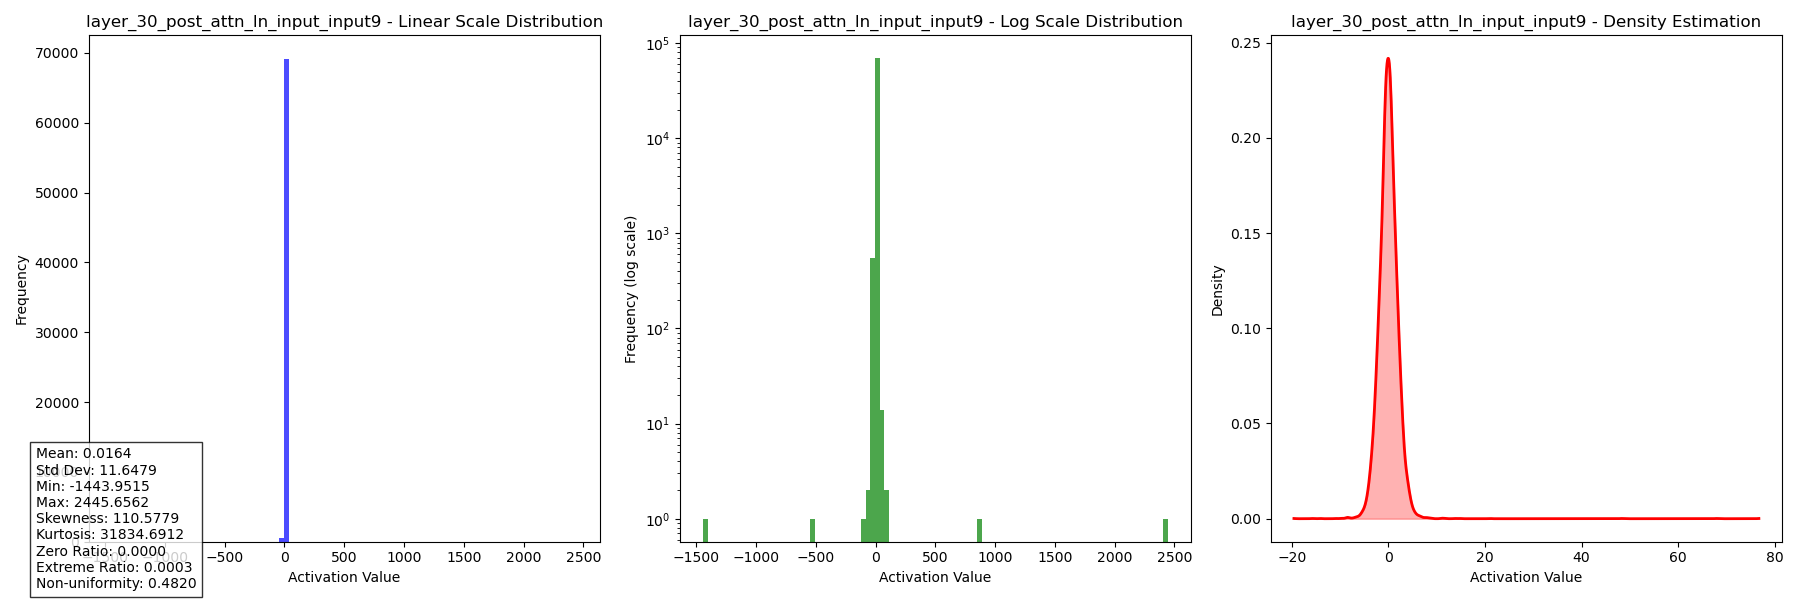 layer_30_post_attn_ln_input_input9 - Linear Scale Distribution
70000
60000
50000
40000
30000
20000
Frequency
Mean: 0.0164
Std Dev: 11.6479
Min: -1443.9515
Max: 2445.6562
Skewness: 110.5779
Kurtosis: 31834.6912
Zero Ratio: 0.0000
Extreme Ratio: 0.0003
Non-uniformity: 0.4820
−1000 −500 0 500 1000 1500 2000 2500
Activation Value
layer_30_post_attn_ln_input_input9 - Log Scale Distribution
10^5
10^4
10^3
10^2
10^1
10^0
Frequency (log scale)
−1500 −1000 −500 0 500 1000 1500 2000 2500
Activation Value
layer_30_post_attn_ln_input_input9 - Density Estimation
0.25
0.20
0.15
0.10
0.05
0.00
Density
−20 0 20 40 60 80
Activation Value